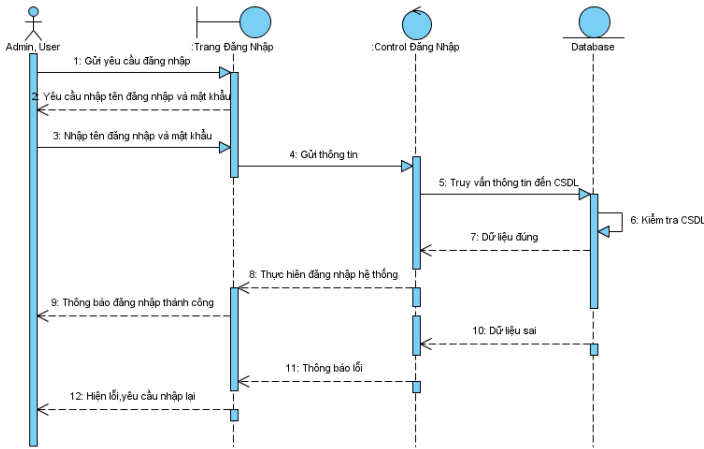 Admin, User
:Trang Đăng Nhập
:Control Đăng Nhập
Database
1: Gửi yêu cầu đăng nhập
2: Yêu cầu nhập tên đăng nhập và mật khẩu
3: Nhập tên đăng nhập và mật khẩu
4: Gửi thông tin
5: Truy vấn thông tin đến CSDL
6: Kiểm tra CSDL
7: Dữ liệu đúng
8: Thực hiên đăng nhập hệ thống
9: Thông báo đăng nhập thành công
10: Dữ liệu sai
11: Thông báo lỗi
12: Hiện lỗi,yêu cầu nhập lại